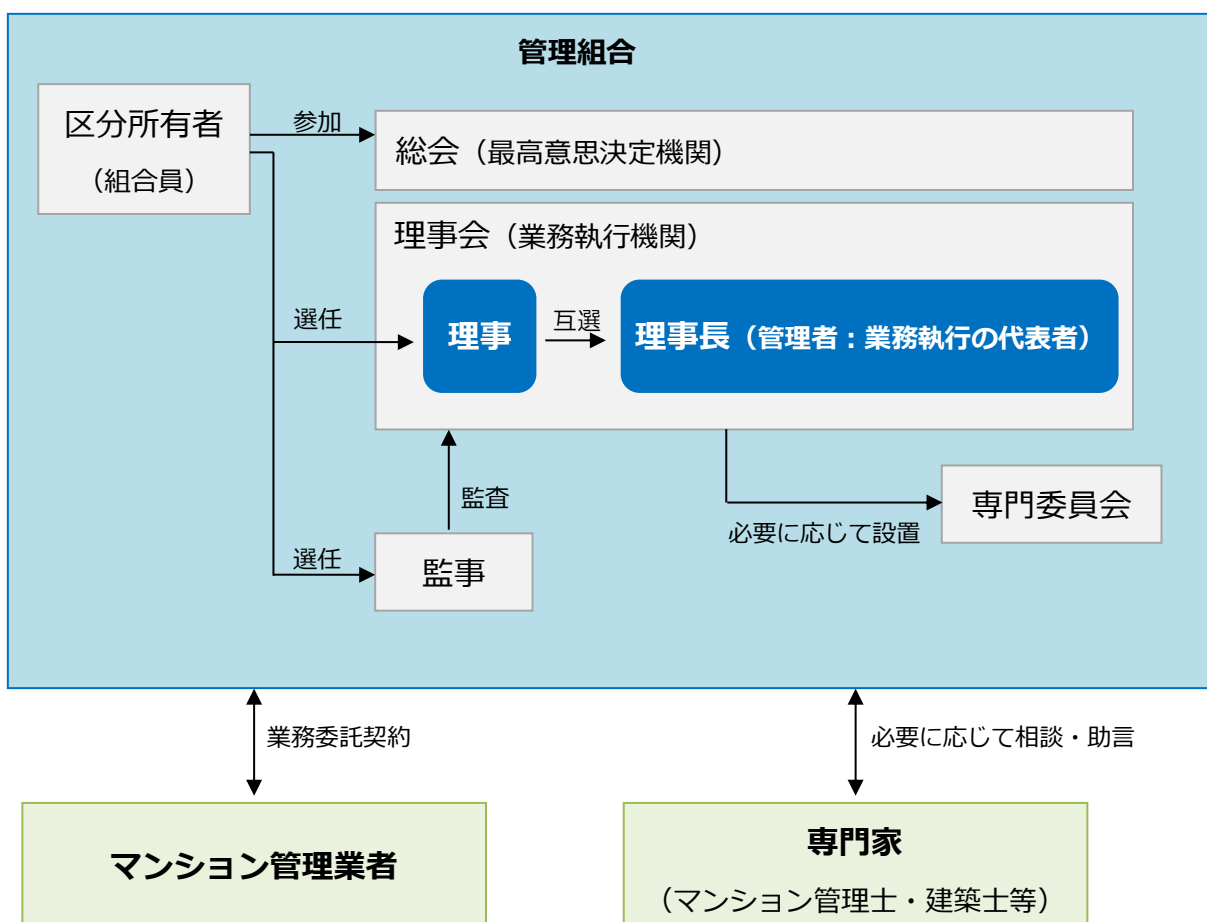 管理組合
区分所有者
（組合員）
参加
総会（最高意思決定機関）
理事会（業務執行機関）
選任
理事
互選
理事長（管理者：業務執行の代表者）
監査
専門委員会
必要に応じて設置
選任
監事
業務委託契約
必要に応じて相談・助言
マンション管理業者
専門家
（マンション管理士・建築士等）